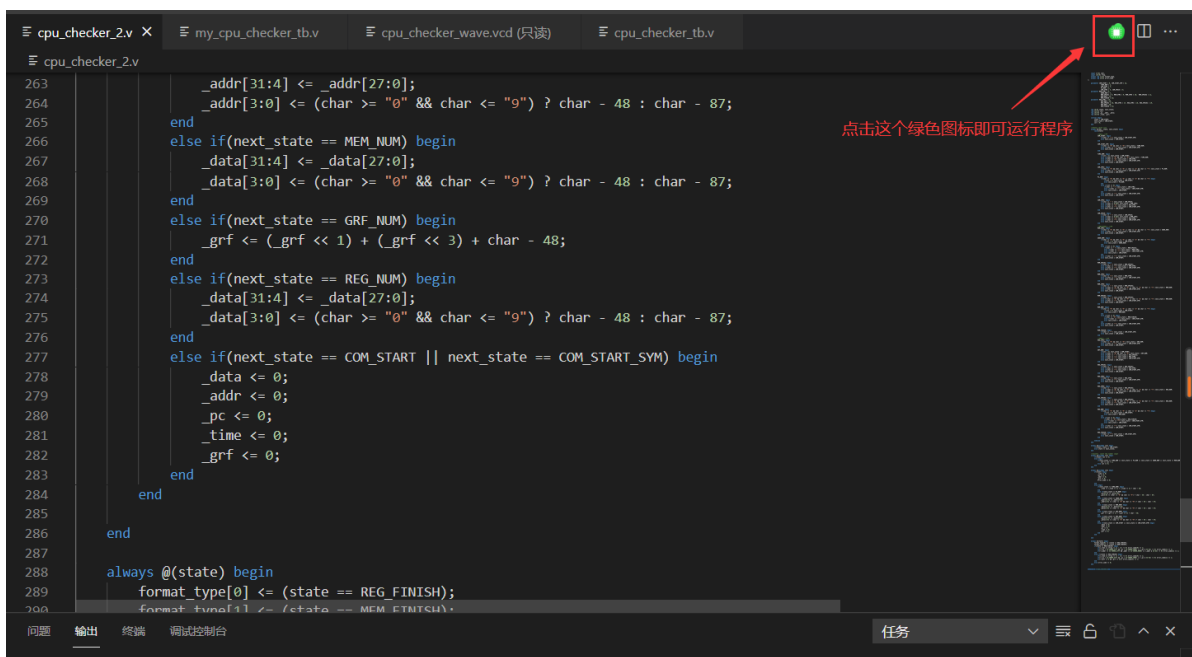 cpu_checker_2.v
my_cpu_checker_tb.v
cpu_checker_wave.vcd (只读)
cpu_checker_tb.v
cpu_checker_2.v
点击这个绿色图标即可运行程序
263 _addr[31:4] <= _addr[27:0];
264 _addr[3:0] <= (char >= "0" && char <= "9") ? char - 48 : char - 87;
265 end
266 else if(next_state == MEM_NUM) begin
267 _data[31:4] <= _data[27:0];
268 _data[3:0] <= (char >= "0" && char <= "9") ? char - 48 : char - 87;
269 end
270 else if(next_state == GRF_NUM) begin
271 _grf <= (_grf << 1) + (_grf << 3) + char - 48;
272 end
273 else if(next_state == REG_NUM) begin
274 _data[31:4] <= _data[27:0];
275 _data[3:0] <= (char >= "0" && char <= "9") ? char - 48 : char - 87;
276 end
277 else if(next_state == COM_START || next_state == COM_START_SYM) begin
278 _data <= 0;
279 _addr <= 0;
280 _pc <= 0;
281 _time <= 0;
282 _grf <= 0;
283 end
284 end
285
286 end
287
288 always @(state) begin
289 format_type[0] <= (state == REG_FINISH);
290 format_type[1] <= (state == MEM_FINISH);
问题 输出 终端 调试控制台 任务